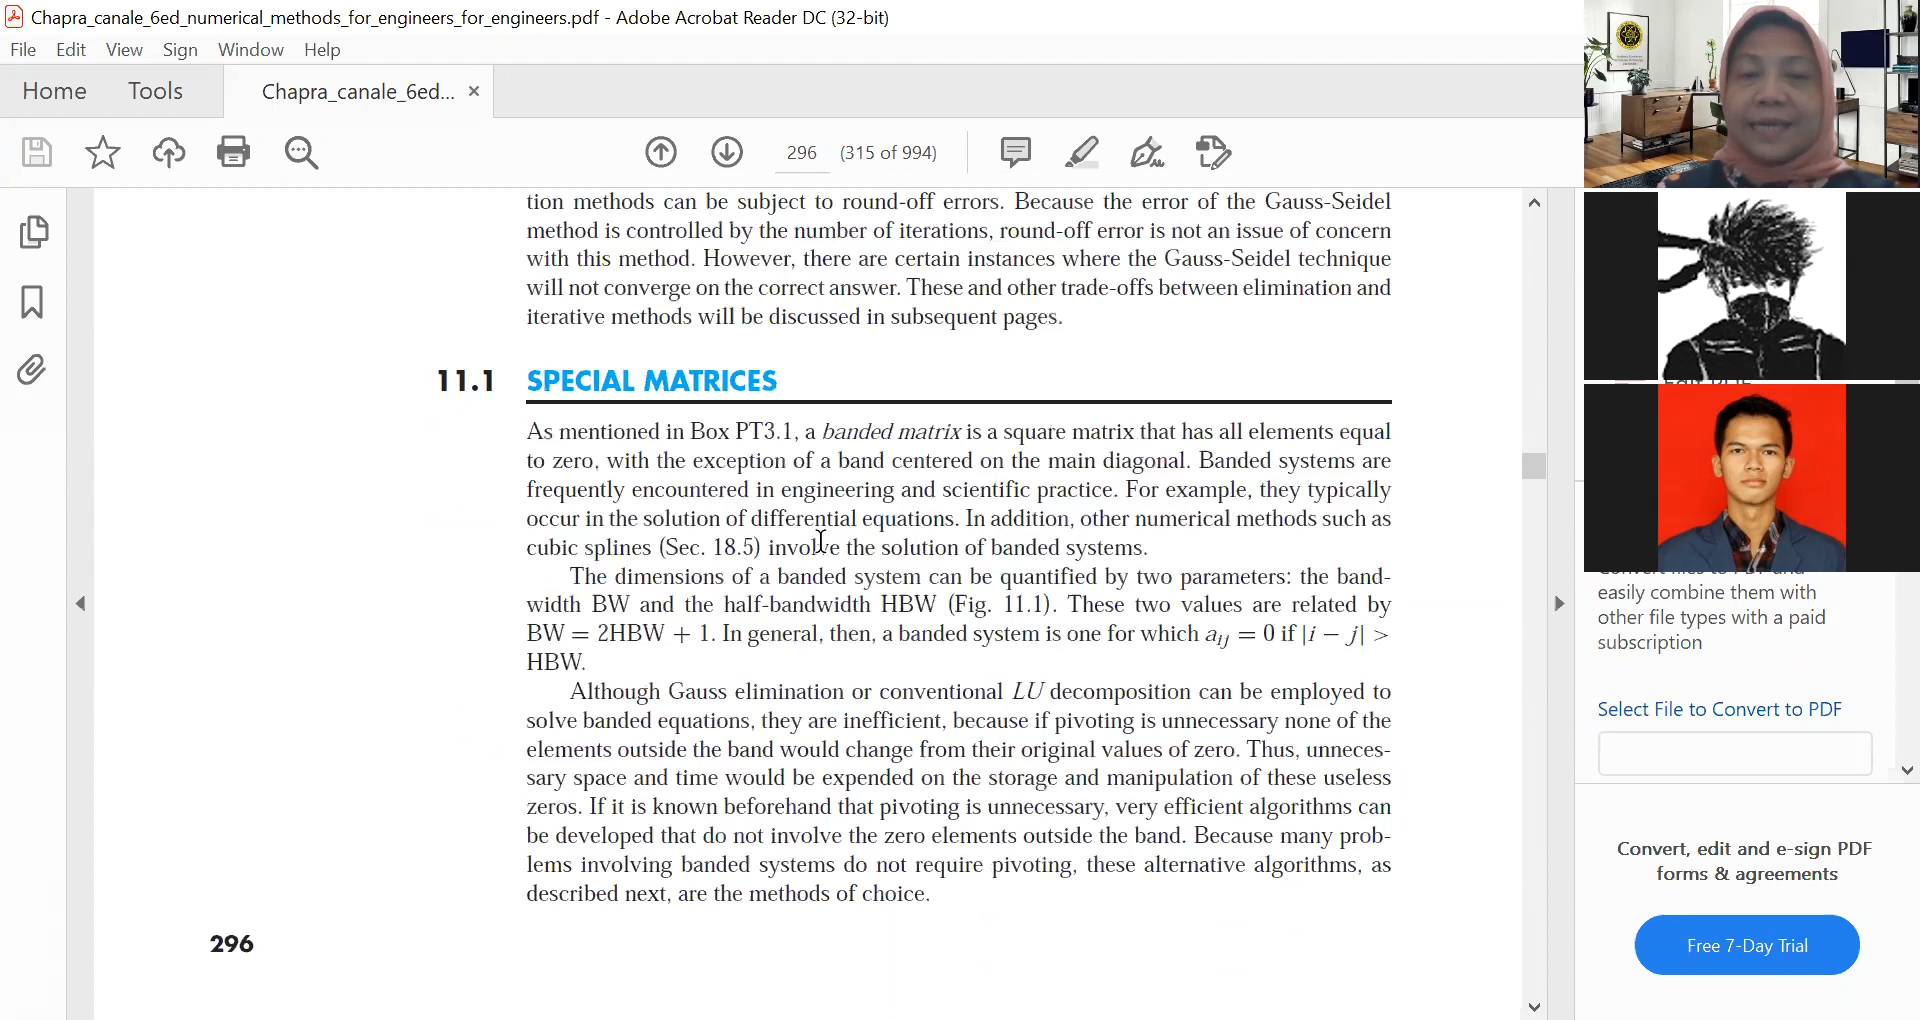 Chapra_canale_6ed_numerical_methods_for_engineers_for_engineers.pdf - Adobe Acrobat Reader DC (32-bit)
File Edit View Sign Window Help
Home Tools Chapra_canale_6ed... ×
296 (315 of 994)
tion methods can be subject to round-off errors. Because the error of the Gauss-Seidel
method is controlled by the number of iterations, round-off error is not an issue of concern
with this method. However, there are certain instances where the Gauss-Seidel technique
will not converge on the correct answer. These and other trade-offs between elimination and
iterative methods will be discussed in subsequent pages.
11.1 SPECIAL MATRICES
As mentioned in Box PT3.1, a banded matrix is a square matrix that has all elements equal
to zero, with the exception of a band centered on the main diagonal. Banded systems are
frequently encountered in engineering and scientific practice. For example, they typically
occur in the solution of differential equations. In addition, other numerical methods such as
cubic splines (Sec. 18.5) involve the solution of banded systems.
The dimensions of a banded system can be quantified by two parameters: the band-
width BW and the half-bandwidth HBW (Fig. 11.1). These two values are related by
BW = 2HBW + 1. In general, then, a banded system is one for which aij = 0 if |i − j| >
HBW.
Although Gauss elimination or conventional LU decomposition can be employed to
solve banded equations, they are inefficient, because if pivoting is unnecessary none of the
elements outside the band would change from their original values of zero. Thus, unneces-
sary space and time would be expended on the storage and manipulation of these useless
zeros. If it is known beforehand that pivoting is unnecessary, very efficient algorithms can
be developed that do not involve the zero elements outside the band. Because many prob-
lems involving banded systems do not require pivoting, these alternative algorithms, as
described next, are the methods of choice.
296
easily combine them with
other file types with a paid
subscription
Select File to Convert to PDF
Convert, edit and e-sign PDF
forms & agreements
Free 7-Day Trial